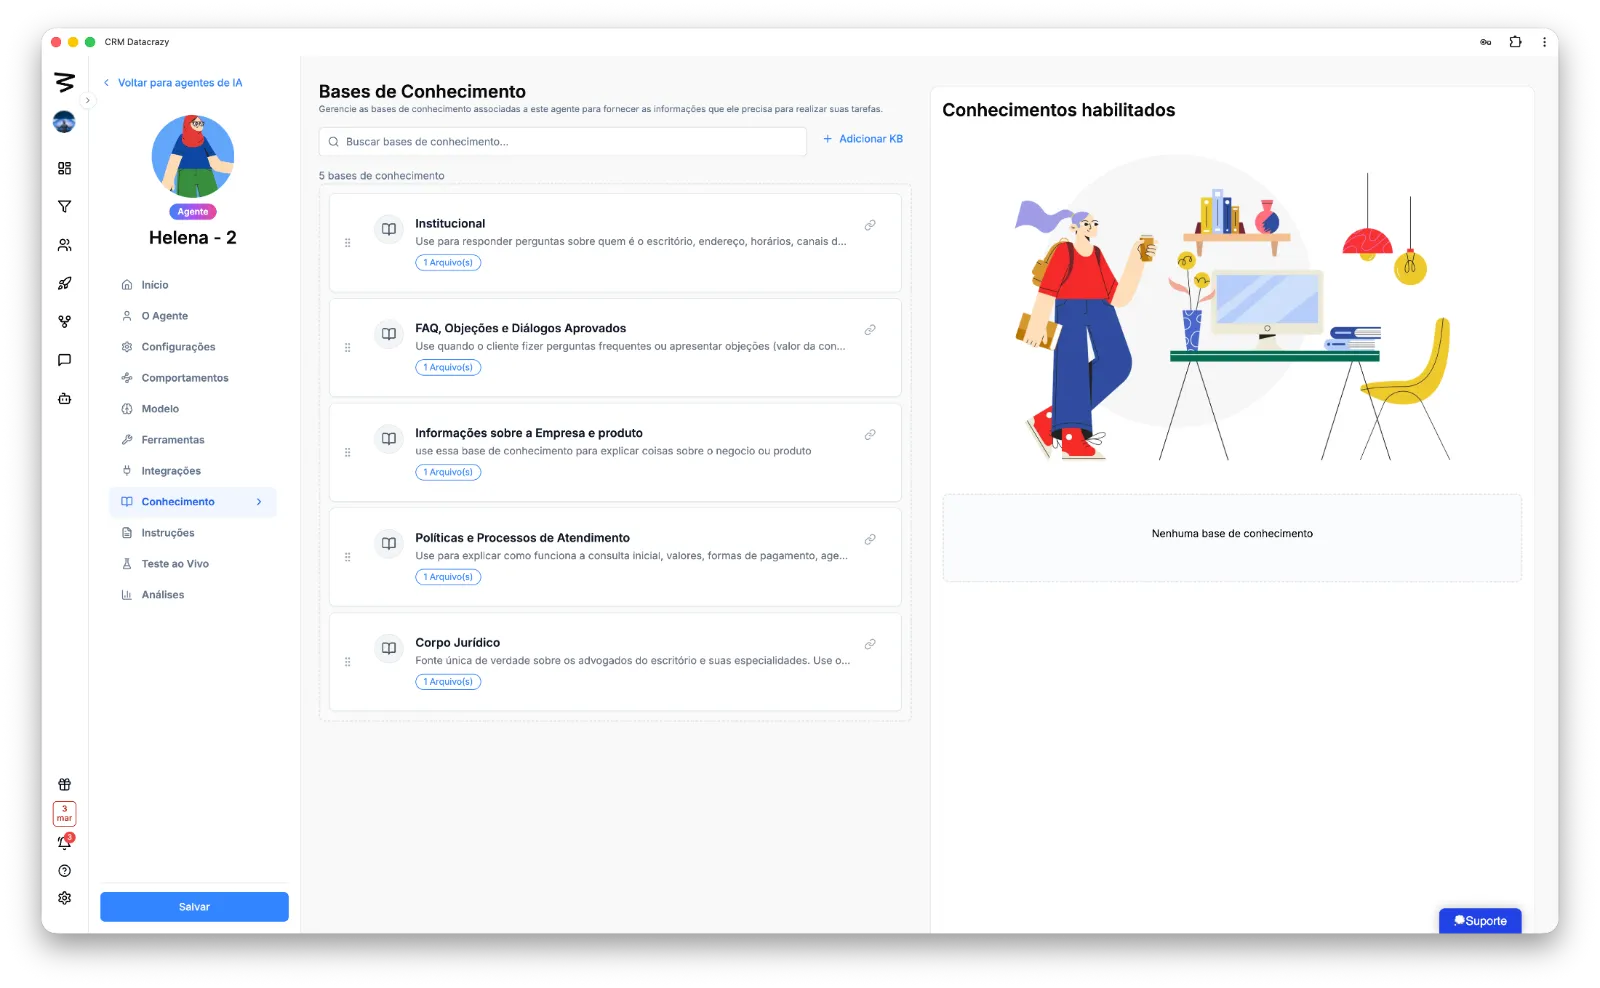 CRM Datacrazy
Voltar para agentes de IA
Agente
Helena - 2
Início
O Agente
Configurações
Comportamentos
Modelo
Ferramentas
Integrações
Conhecimento
Instruções
Teste ao Vivo
Análises
3
mar
3
Salvar
Bases de Conhecimento
Gerencie as bases de conhecimento associadas a este agente para fornecer as informações que ele precisa para realizar suas tarefas.
Buscar bases de conhecimento...
Adicionar KB
5 bases de conhecimento
Institucional
Use para responder perguntas sobre quem é o escritório, endereço, horários, canais d...
1 Arquivo(s)
FAQ, Objeções e Diálogos Aprovados
Use quando o cliente fizer perguntas frequentes ou apresentar objeções (valor da con...
1 Arquivo(s)
Informações sobre a Empresa e produto
use essa base de conhecimento para explicar coisas sobre o negocio ou produto
1 Arquivo(s)
Políticas e Processos de Atendimento
Use para explicar como funciona a consulta inicial, valores, formas de pagamento, age...
1 Arquivo(s)
Corpo Jurídico
Fonte única de verdade sobre os advogados do escritório e suas especialidades. Use o...
1 Arquivo(s)
Conhecimentos habilitados
Nenhuma base de conhecimento
Suporte